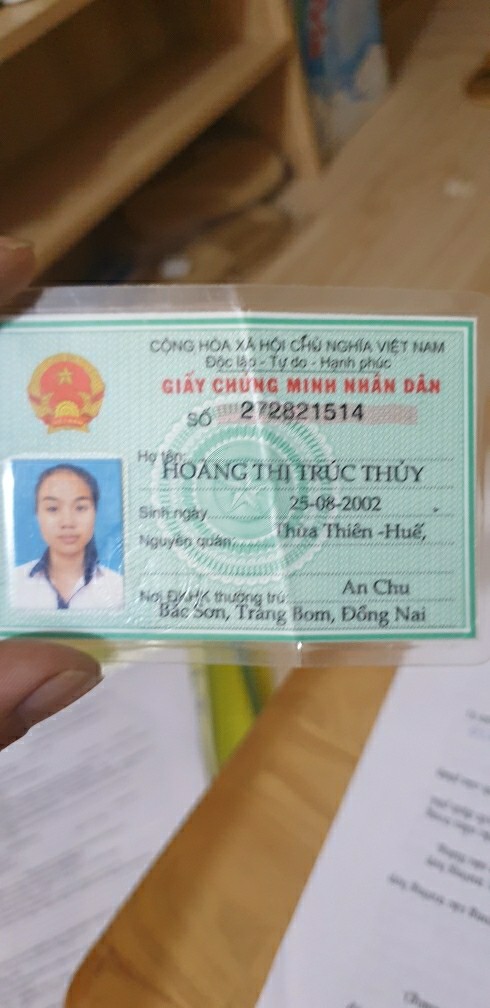 CỘNG HÒA XÃ HỘI CHỦ NGHĨA VIỆT NAM
Độc lập - Tự do - Hạnh phúc
GIẤY CHỨNG MINH NHÂN DÂN
SỐ 272821514
Họ tên: HOÀNG THỊ TRÚC THỦY
Sinh ngày 25-08-2002
Nguyên quán: Thừa Thiên -Huế,
Nơi ĐKHK thường trú: An Chu
Bắc Sơn, Trảng Bom, Đồng Nai